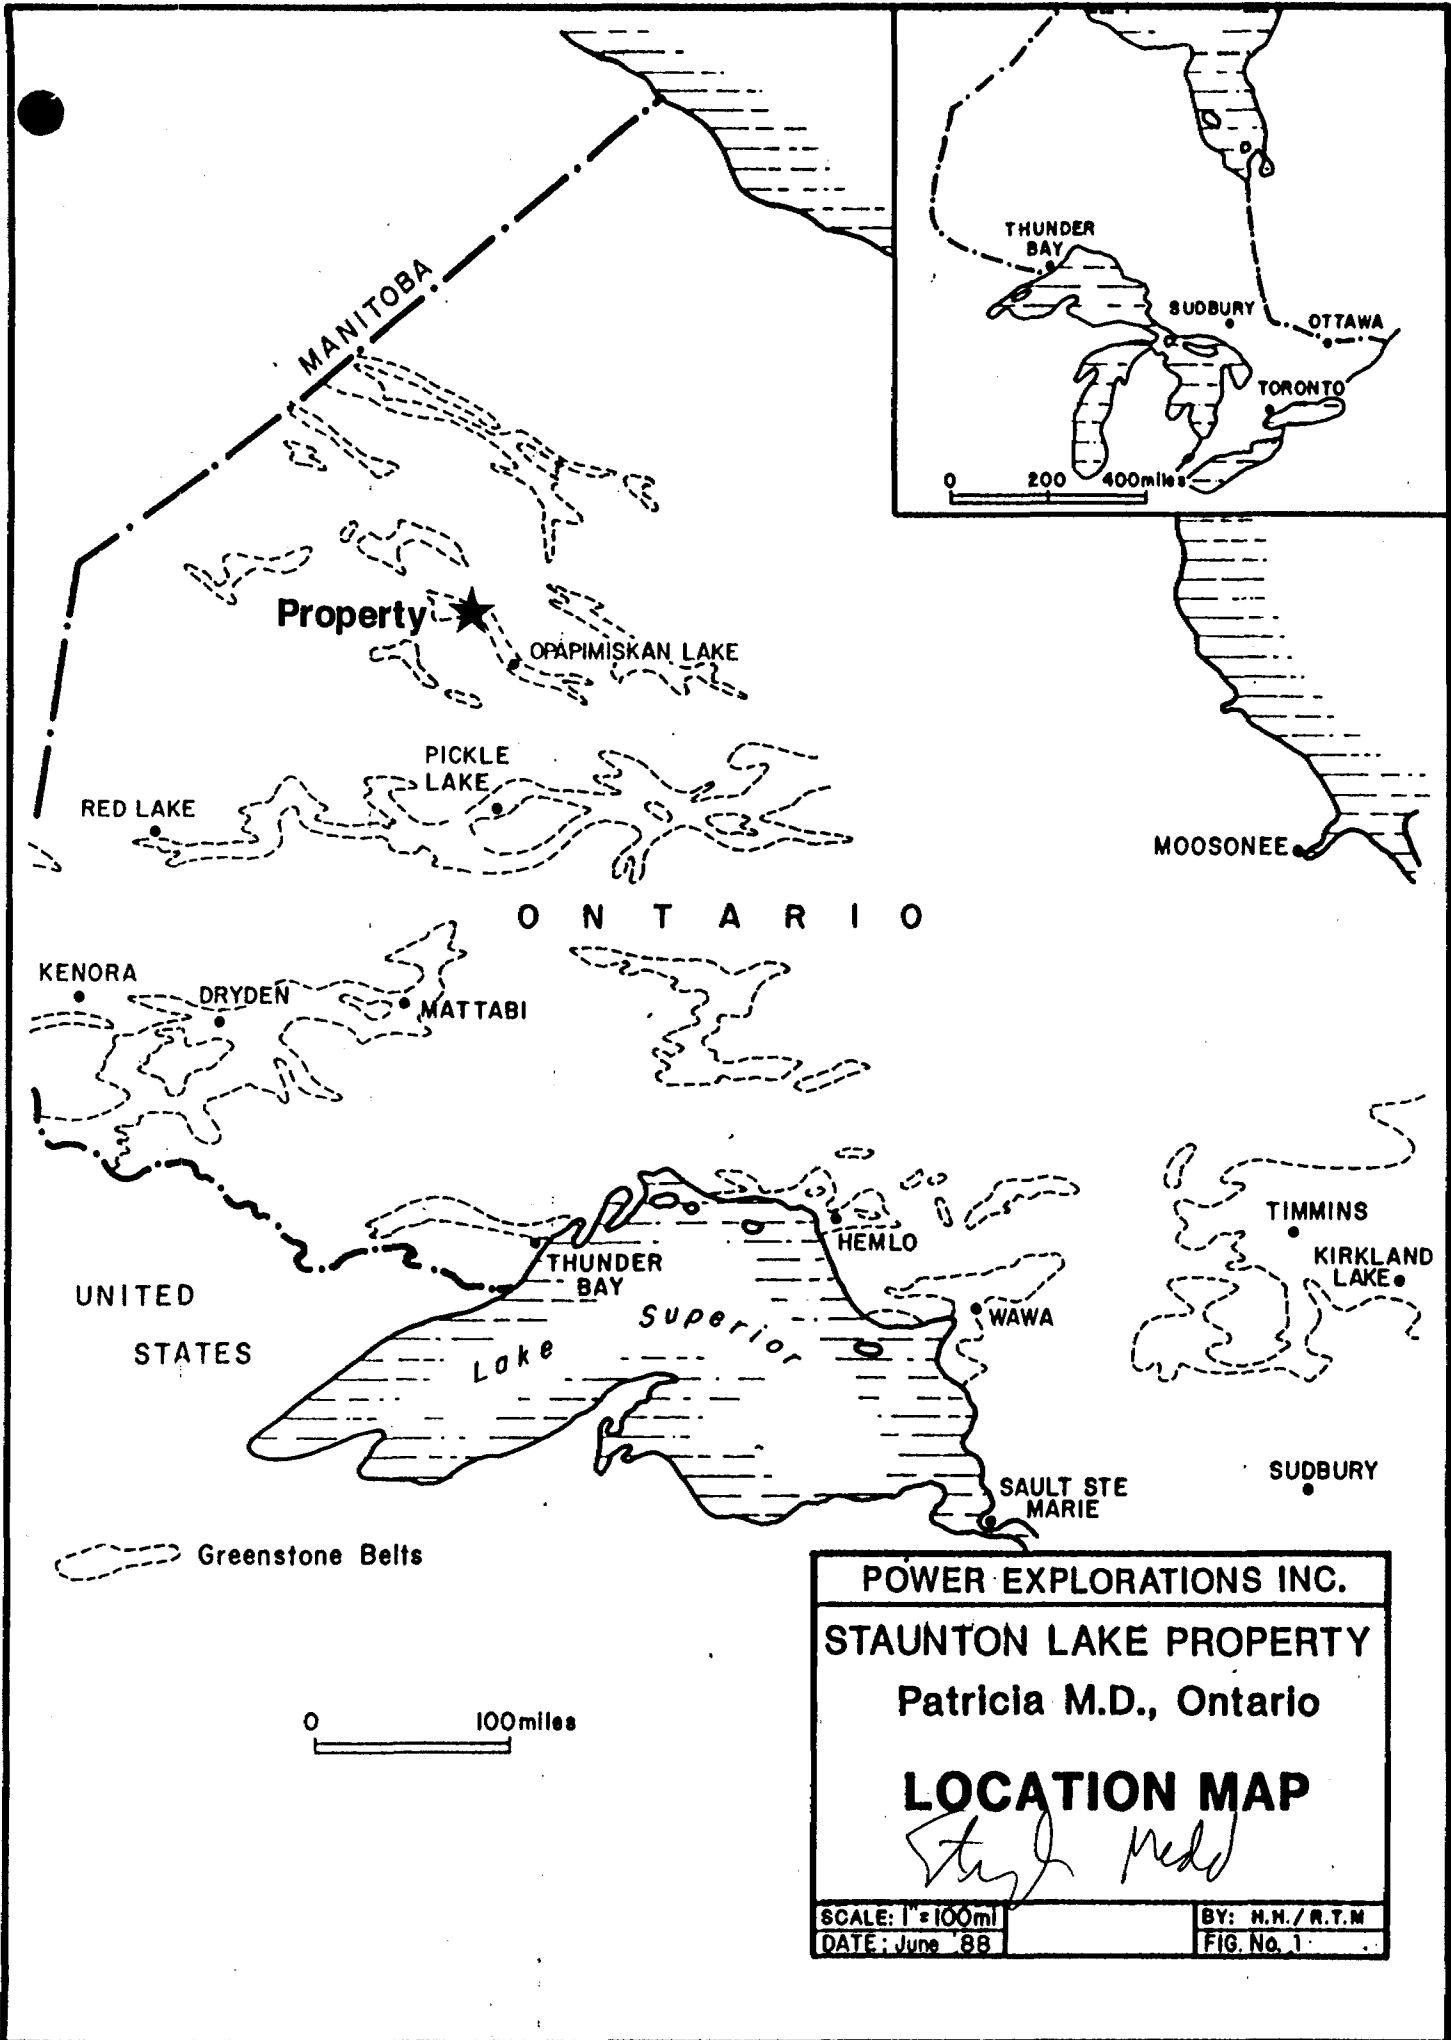 THUNDER
BAY
SUDBURY
OTTAWA
TORONTO
0 200 400miles
MANITOBA
Property
OPAPIMISKAN LAKE
PICKLE
LAKE
RED LAKE
MOOSONEE
ONTARIO
KENORA
DRYDEN
MATTABI
TIMMINS
HEMLO
KIRKLAND
LAKE
THUNDER
BAY
UNITED
STATES
Lake Superior
WAWA
SUDBURY
SAULT STE
MARIE
Greenstone Belts
0 100miles
POWER EXPLORATIONS INC.
STAUNTON LAKE PROPERTY
Patricia M.D., Ontario
LOCATION MAP
SCALE: 1"=100mi
BY: H.H./R.T.M
DATE: June '88
FIG. No. 1